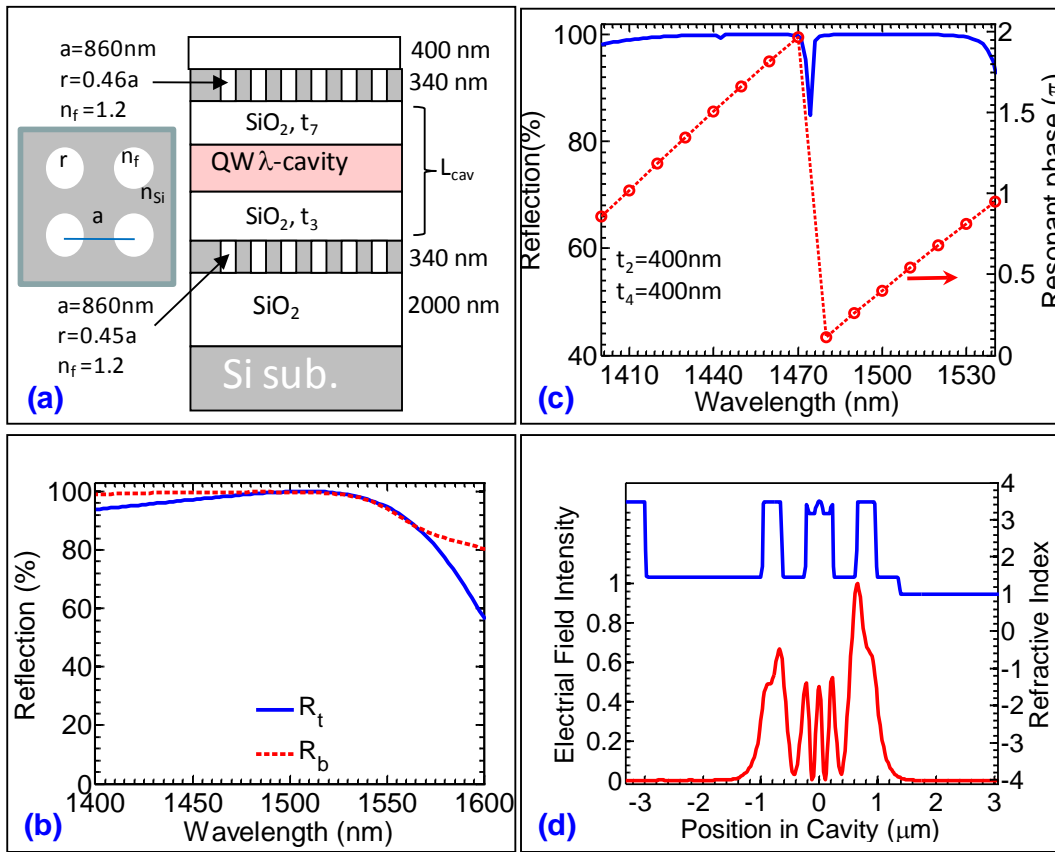 a=860nm
r=0.46a
n_f=1.2
r
n_f
n_Si
a
a=860nm
r=0.45a
n_f=1.2
400 nm
340 nm
SiO₂, t₇
QW λ-cavity
L_cav
SiO₂, t₃
340 nm
SiO₂
2000 nm
Si sub.
(a)
100
80
60
40
Reflection(%)
2
1.5
1
0.5
0
Resonant phase (π)
t₂=400nm
t₄=400nm
1410 1440 1470 1500 1530
Wavelength (nm)
(c)
100
80
60
40
20
0
Reflection (%)
R_t
R_b
1400 1450 1500 1550 1600
Wavelength (nm)
(b)
1
0.8
0.6
0.4
0.2
0
Electrial Field Intensity
4
3
2
1
0
-1
-2
-3
-4
Refractive Index
-3 -2 -1 0 1 2 3
Position in Cavity (μm)
(d)